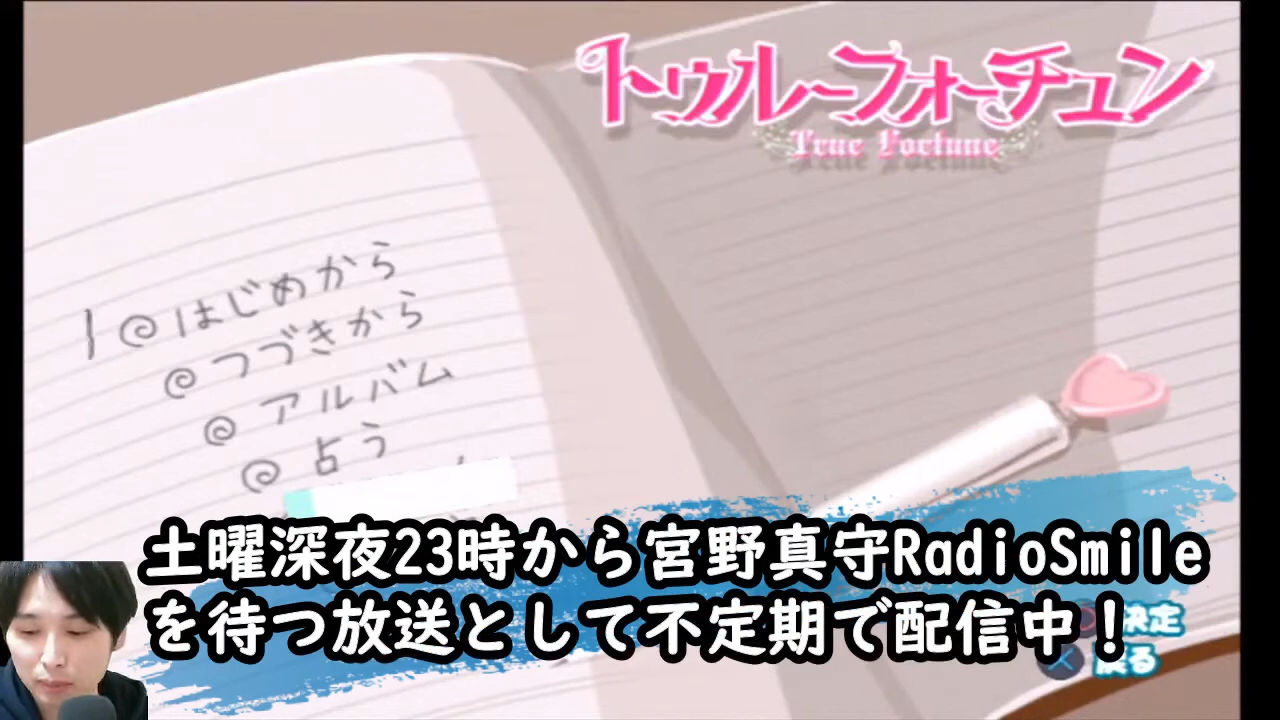 トゥルーフォーチュン
True Fortune
はじめから
つづきから
アルバム
占う
土曜深夜23時から宮野真守RadioSmile
を待つ放送として不定期で配信中！
決定
戻る